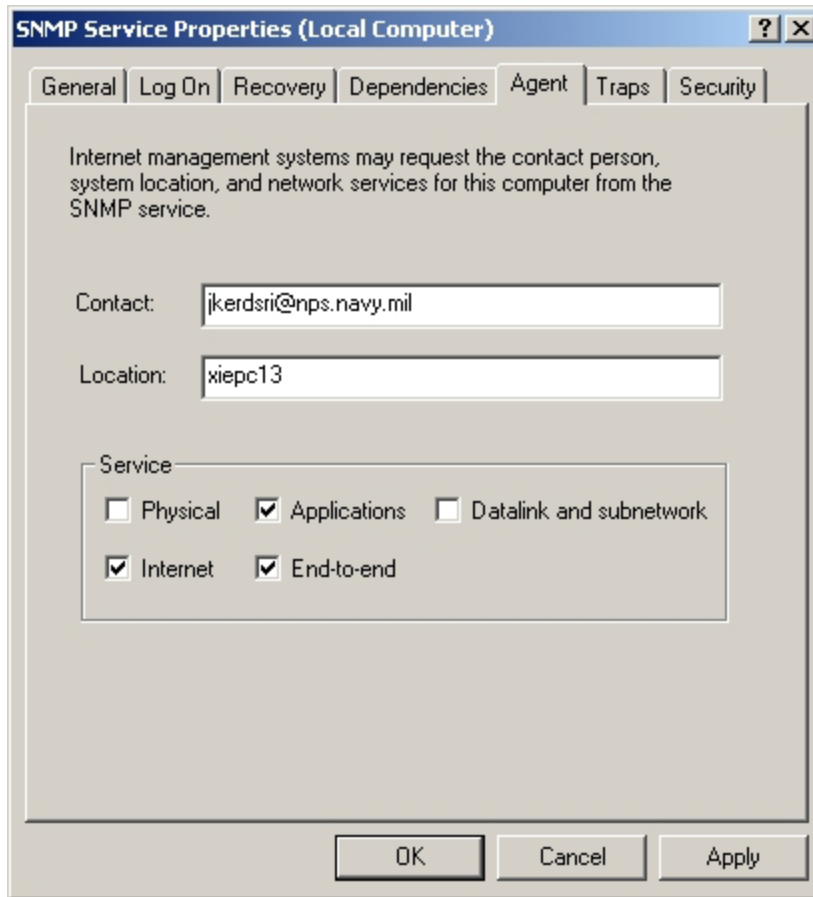 SNMP Service Properties (Local Computer)
General Log On Recovery Dependencies Agent Traps Security
Internet management systems may request the contact person,
system location, and network services for this computer from the
SNMP service.
Contact: jkerdsri@nps.navy.mil
Location: xiepc13
Service
Physical Applications Datalink and subnetwork
Internet End-to-end
OK Cancel Apply